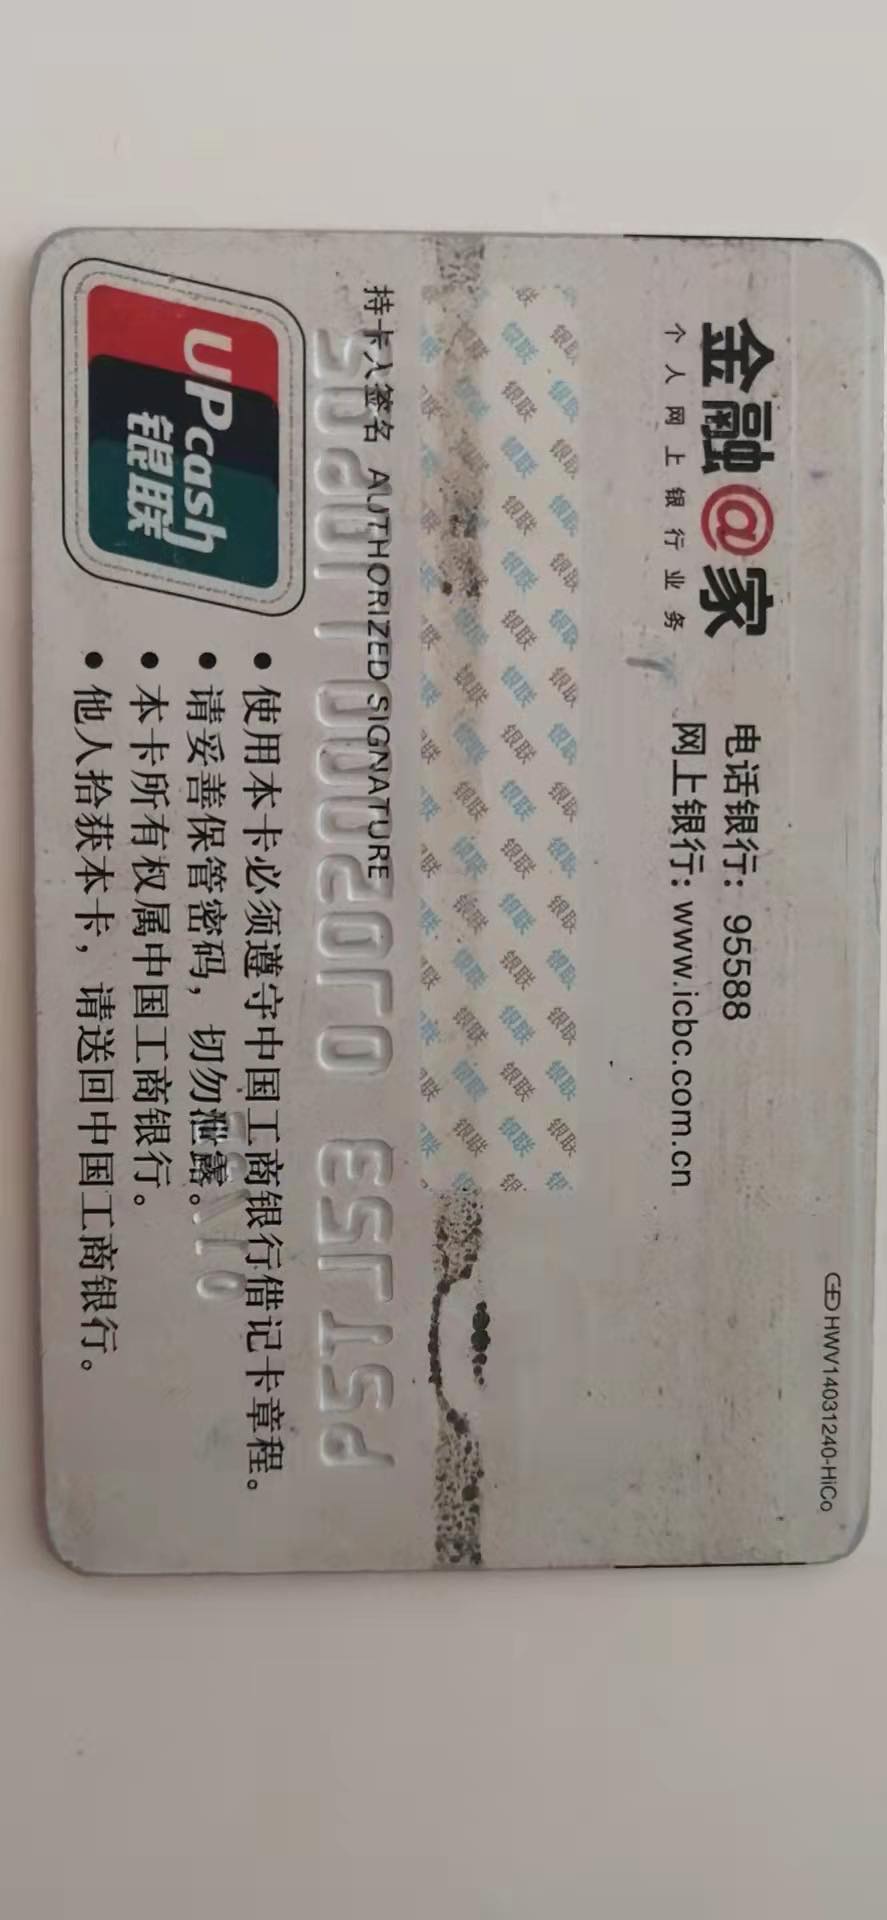 HWV14031240-HiCo
金融@家
个人网上银行业务
电话银行：95588
网上银行：www.icbc.com.cn
持卡人签名 AUTHORIZED SIGNATURE
使用本卡必须遵守中国工商银行借记卡章程。
请妥善保管密码，切勿泄露。
本卡所有权属中国工商银行。
他人拾获本卡，请送回中国工商银行。
UPcash
银联